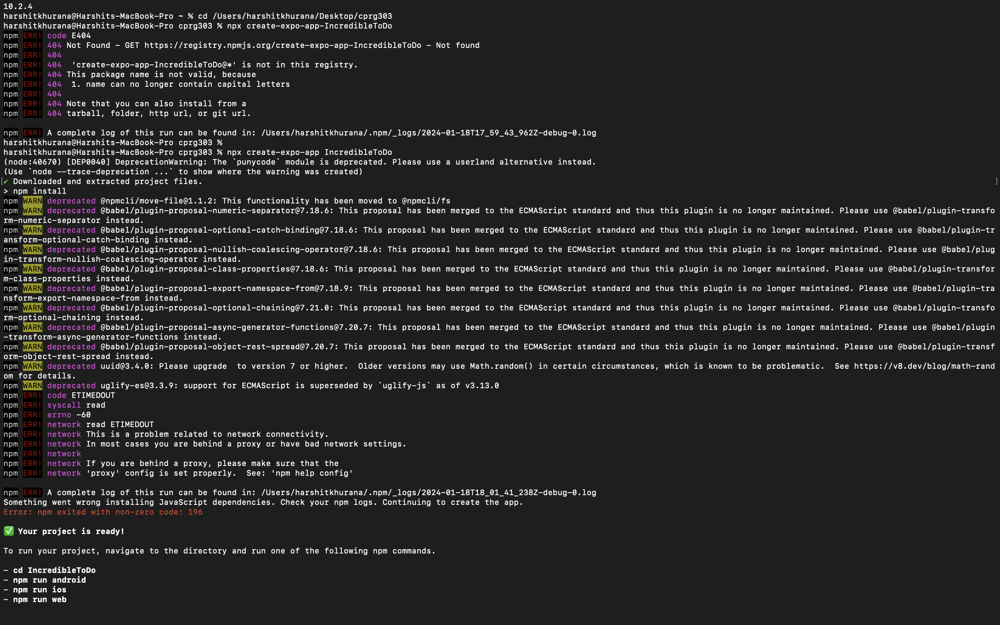 10.2.4
harshitkhurana@Harshits-MacBook-Pro ~ % cd /Users/harshitkhurana/Desktop/cprg303
harshitkhurana@Harshits-MacBook-Pro cprg303 % npx create-expo-app-IncredibleToDo
npm ERR! code E404
npm ERR! 404 Not Found - GET https://registry.npmjs.org/create-expo-app-IncredibleToDo - Not found
npm ERR! 404
npm ERR! 404  'create-expo-app-IncredibleToDo@*' is not in this registry.
npm ERR! 404 This package name is not valid, because
npm ERR! 404  1. name can no longer contain capital letters
npm ERR! 404
npm ERR! 404 Note that you can also install from a
npm ERR! 404 tarball, folder, http url, or git url.

npm ERR! A complete log of this run can be found in: /Users/harshitkhurana/.npm/_logs/2024-01-18T17_59_43_962Z-debug-0.log
harshitkhurana@Harshits-MacBook-Pro cprg303 %
harshitkhurana@Harshits-MacBook-Pro cprg303 % npx create-expo-app IncredibleToDo
(node:40670) [DEP0040] DeprecationWarning: The `punycode` module is deprecated. Please use a userland alternative instead.
(Use `node --trace-deprecation ...` to show where the warning was created)
[✔ Downloaded and extracted project files. ]
> npm install
npm WARN deprecated @npmcli/move-file@1.1.2: This functionality has been moved to @npmcli/fs
npm WARN deprecated @babel/plugin-proposal-numeric-separator@7.18.6: This proposal has been merged to the ECMAScript standard and thus this plugin is no longer maintained. Please use @babel/plugin-transfo
rm-numeric-separator instead.
npm WARN deprecated @babel/plugin-proposal-optional-catch-binding@7.18.6: This proposal has been merged to the ECMAScript standard and thus this plugin is no longer maintained. Please use @babel/plugin-tr
ansform-optional-catch-binding instead.
npm WARN deprecated @babel/plugin-proposal-nullish-coalescing-operator@7.18.6: This proposal has been merged to the ECMAScript standard and thus this plugin is no longer maintained. Please use @babel/plug
in-transform-nullish-coalescing-operator instead.
npm WARN deprecated @babel/plugin-proposal-class-properties@7.18.6: This proposal has been merged to the ECMAScript standard and thus this plugin is no longer maintained. Please use @babel/plugin-transfor
m-class-properties instead.
npm WARN deprecated @babel/plugin-proposal-export-namespace-from@7.18.9: This proposal has been merged to the ECMAScript standard and thus this plugin is no longer maintained. Please use @babel/plugin-tra
nsform-export-namespace-from instead.
npm WARN deprecated @babel/plugin-proposal-optional-chaining@7.21.0: This proposal has been merged to the ECMAScript standard and thus this plugin is no longer maintained. Please use @babel/plugin-transfo
rm-optional-chaining instead.
npm WARN deprecated @babel/plugin-proposal-async-generator-functions@7.20.7: This proposal has been merged to the ECMAScript standard and thus this plugin is no longer maintained. Please use @babel/plugin
-transform-async-generator-functions instead.
npm WARN deprecated @babel/plugin-proposal-object-rest-spread@7.20.7: This proposal has been merged to the ECMAScript standard and thus this plugin is no longer maintained. Please use @babel/plugin-transf
orm-object-rest-spread instead.
npm WARN deprecated uuid@3.4.0: Please upgrade  to version 7 or higher.  Older versions may use Math.random() in certain circumstances, which is known to be problematic.  See https://v8.dev/blog/math-rand
om for details.
npm WARN deprecated uglify-es@3.3.9: support for ECMAScript is superseded by `uglify-js` as of v3.13.0
npm ERR! code ETIMEDOUT
npm ERR! syscall read
npm ERR! errno -60
npm ERR! network read ETIMEDOUT
npm ERR! network This is a problem related to network connectivity.
npm ERR! network In most cases you are behind a proxy or have bad network settings.
npm ERR! network
npm ERR! network If you are behind a proxy, please make sure that the
npm ERR! network 'proxy' config is set properly.  See: 'npm help config'

npm ERR! A complete log of this run can be found in: /Users/harshitkhurana/.npm/_logs/2024-01-18T18_01_41_238Z-debug-0.log
Something went wrong installing JavaScript dependencies. Check your npm logs. Continuing to create the app.
Error: npm exited with non-zero code: 196

✅ Your project is ready!

To run your project, navigate to the directory and run one of the following npm commands.

- cd IncredibleToDo
- npm run android
- npm run ios
- npm run web